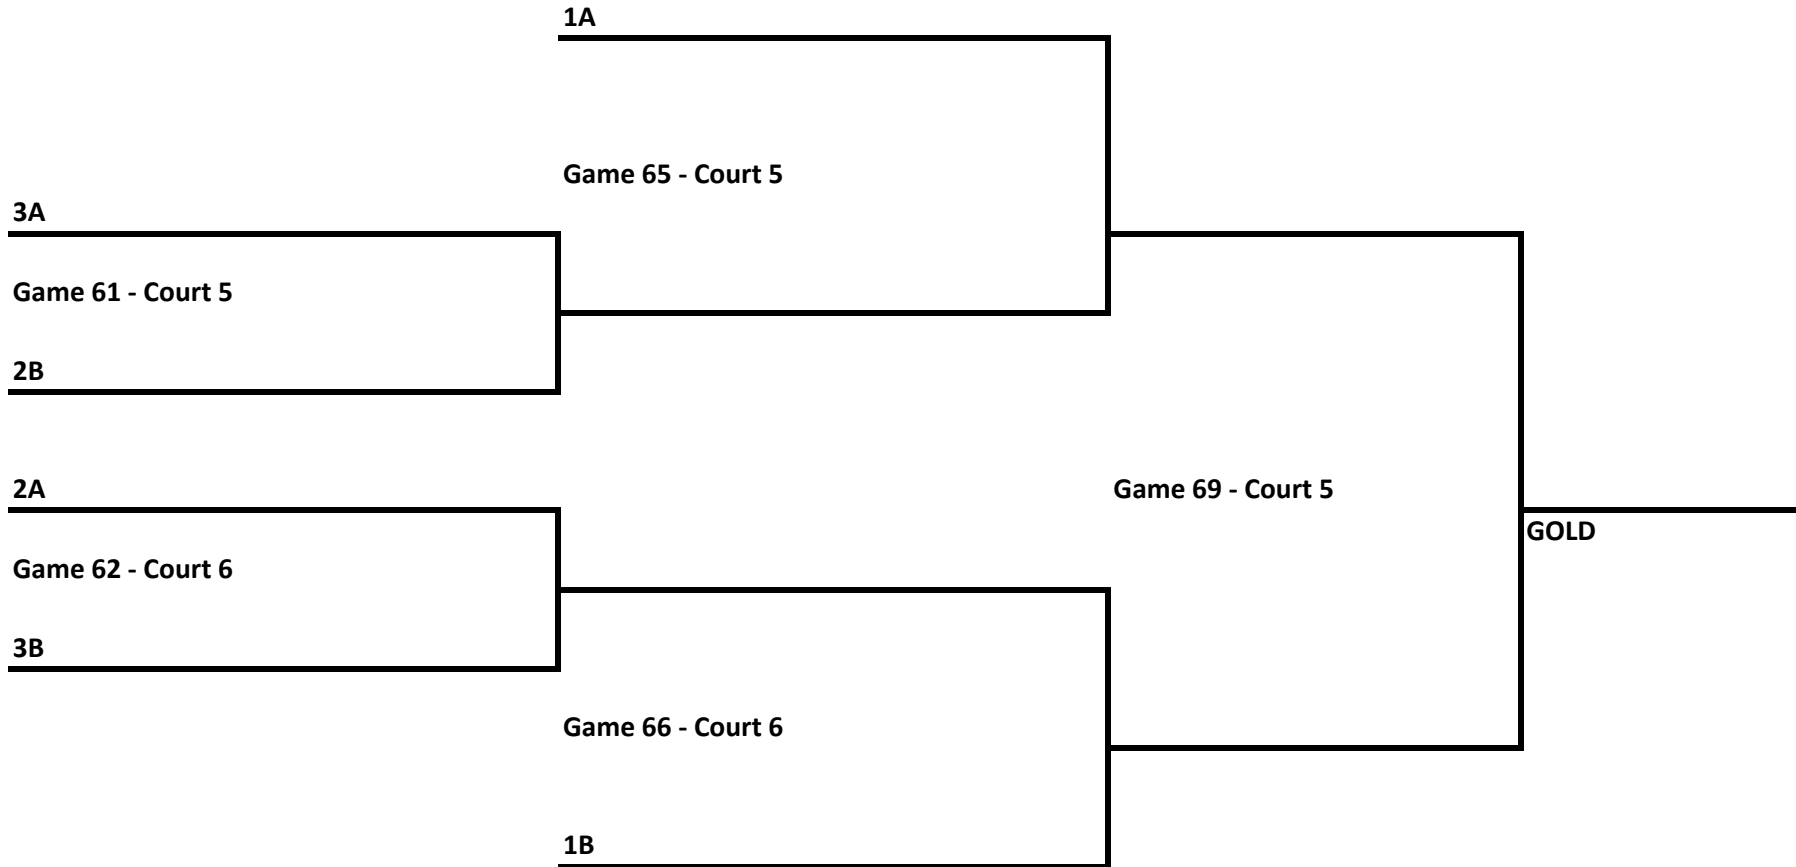 1A
Game 65 - Court 5
3A
Game 61 - Court 5
2B
2A
Game 69 - Court 5
GOLD
Game 62 - Court 6
3B
Game 66 - Court 6
1B